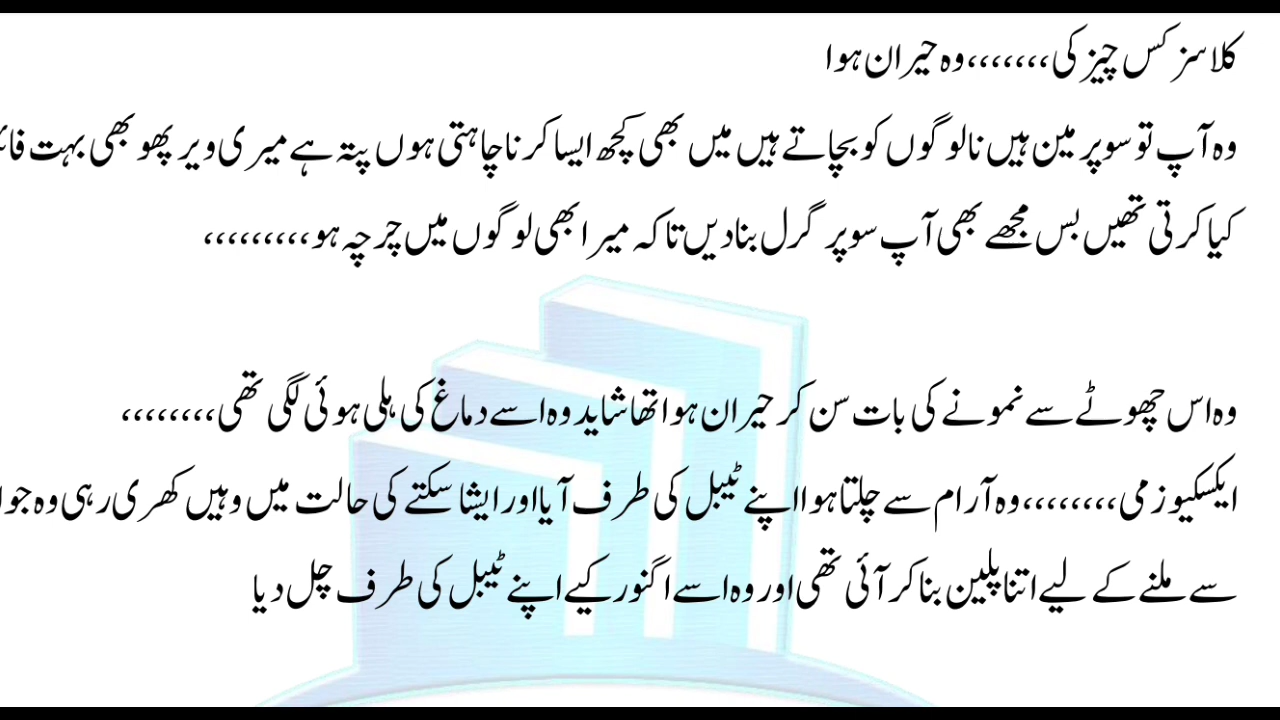 کلاسز کس چیز کی،،،،،،،وہ حیران ہوا
وہ آپ تو سوپر مین ہیں نا لوگوں کو بچاتے ہیں میں بھی کچھ ایسا کرنا چاہتی ہوں پتہ ہے میری ویر پھو بھی بہت
کیا کرتی تھیں بس مجھے بھی آپ سوپر گرل بنا دیں تاکہ میرا بھی لوگوں میں چرچہ ہو،،،،،،،،،
وہ اس چھوٹے سے نمونے کی بات سن کر حیران ہوا تھا شاید وہ اسے دماغ کی ہلی ہوئی لگی تھی،،،،،،،،
ایکسکیوزمی،،،،،،،،وہ آرام سے چلتا ہوا اپنے ٹیبل کی طرف آیا اور ایشا سکتے کی حالت میں وہیں کھری رہی وہ جو
سے ملنے کے لیے اتنا پلین بنا کر آئی تھی اور وہ اسے اگنور کیے اپنے ٹیبل کی طرف چل دیا